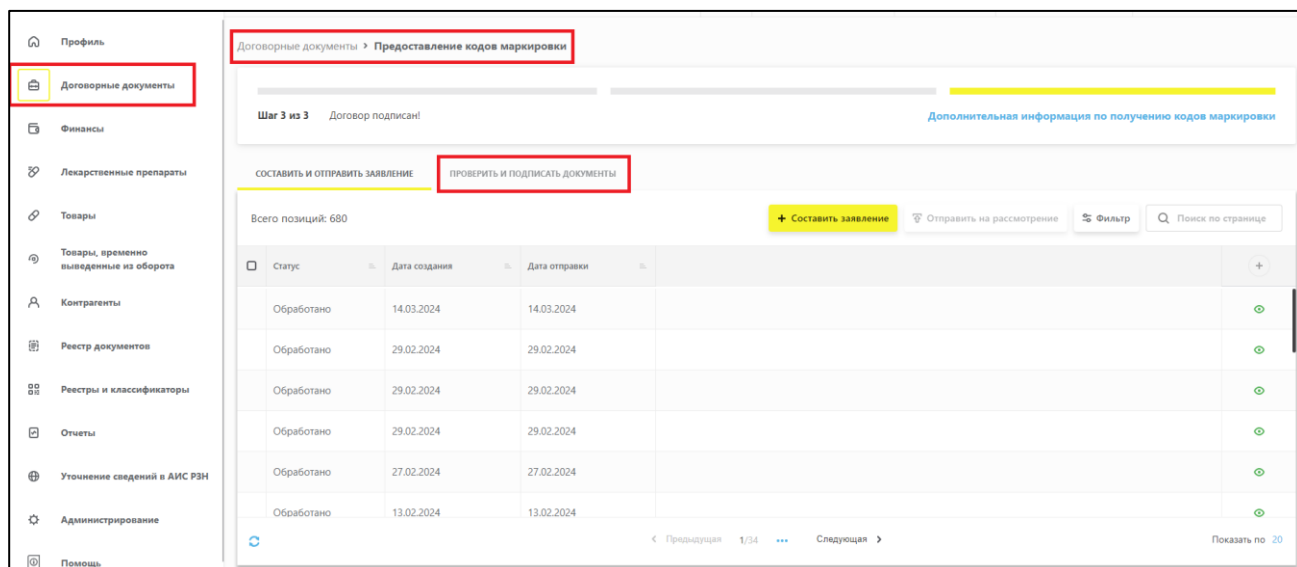 Профиль
Договорные документы
Финансы
Лекарственные препараты
Товары
Товары, временно
выведенные из оборота
Контрагенты
Реестр документов
Реестры и классификаторы
Отчеты
Уточнение сведений в АИС РЗН
Администрирование
Помощь
Договорные документы > Предоставление кодов маркировки
Шаг 3 из 3 Договор подписан! Дополнительная информация по получению кодов маркировки
СОСТАВИТЬ И ОТПРАВИТЬ ЗАЯВЛЕНИЕ ПРОВЕРИТЬ И ПОДПИСАТЬ ДОКУМЕНТЫ
Всего позиций: 680 + Составить заявление Отправить на рассмотрение Фильтр Поиск по странице
Статус Дата создания Дата отправки +
Обработано 14.03.2024 14.03.2024
Обработано 29.02.2024 29.02.2024
Обработано 29.02.2024 29.02.2024
Обработано 29.02.2024 29.02.2024
Обработано 27.02.2024 27.02.2024
Обработано 13.02.2024 13.02.2024
< Предыдущая 1/34 ••• Следующая > Показать по 20